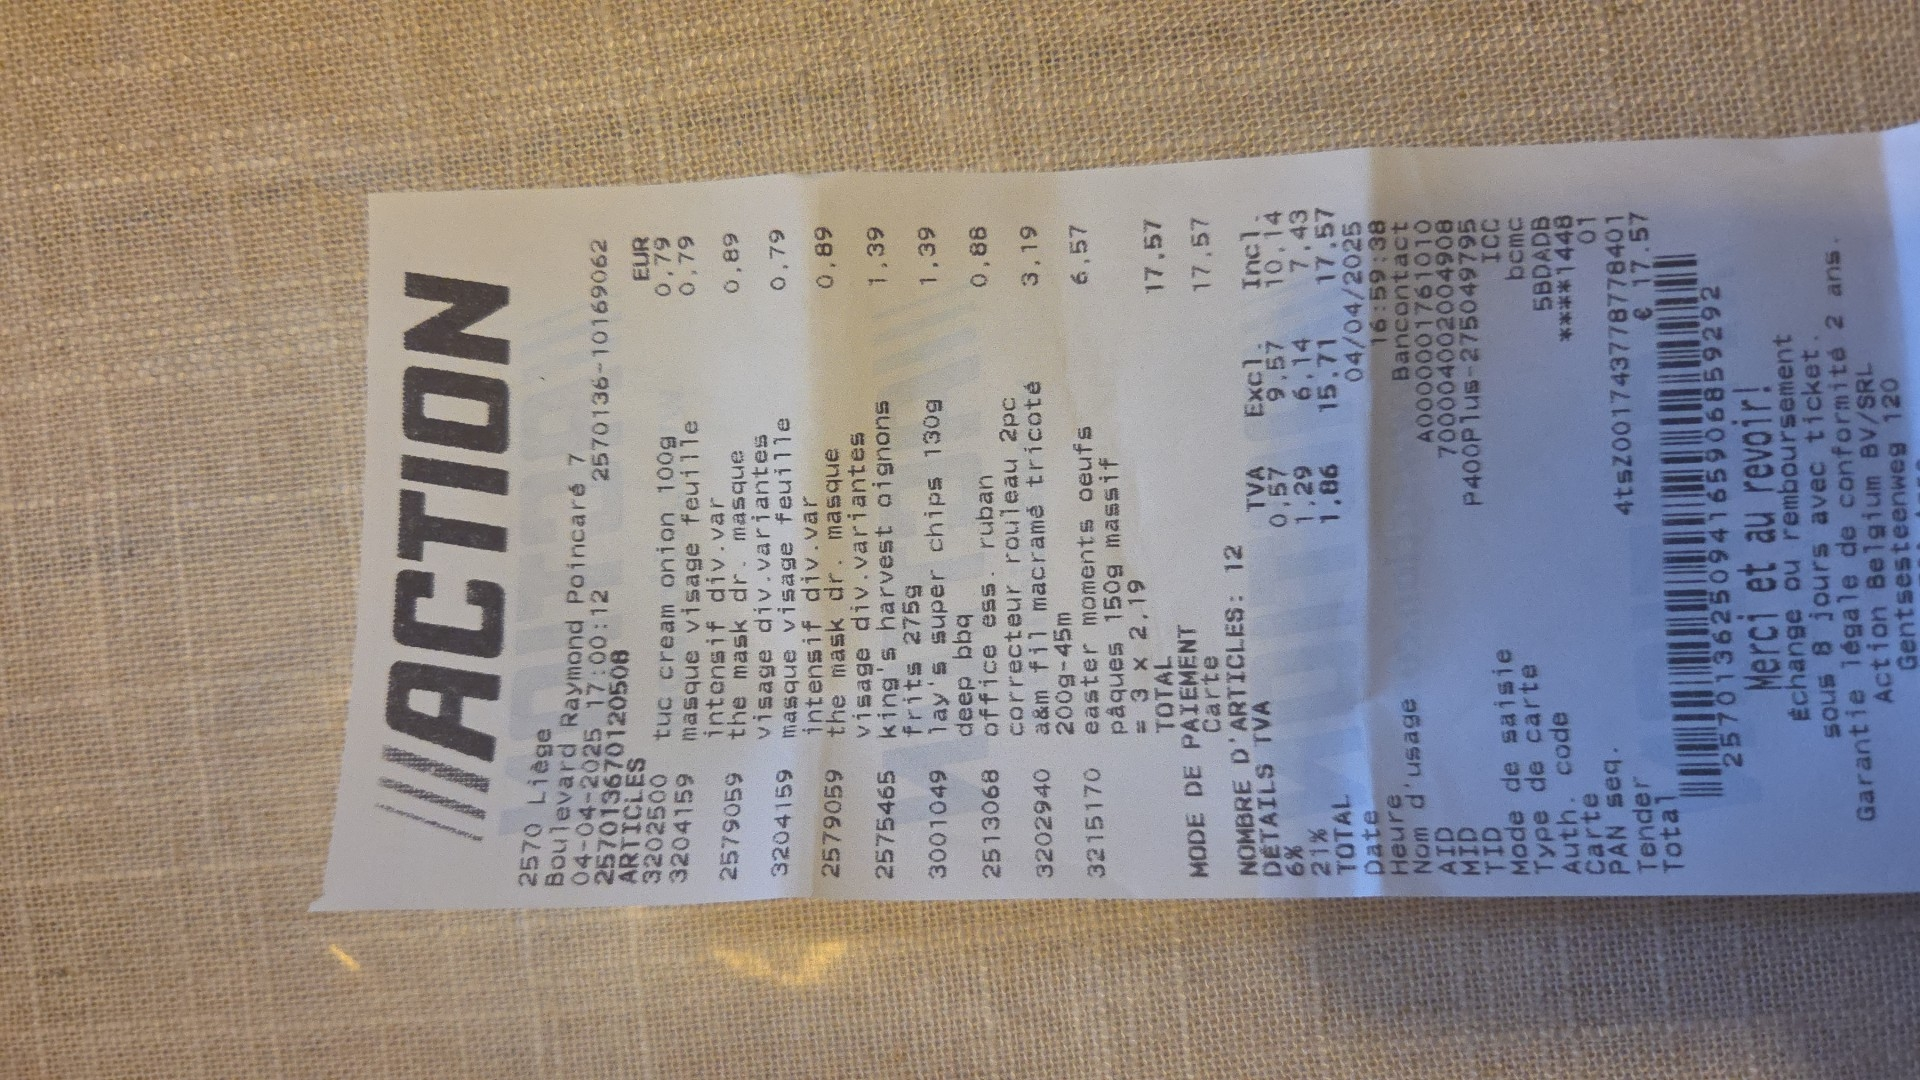 ///ACTION
2570 Liège
Boulevard Raymond Poincaré 7
04-04-2025 17:00:12 2570136-10169062
257013670120508
ARTICLES EUR
3202500 tuc cream onion 100g 0,79
3204159 masque visage feuille 0,79
intensif div.var
2579059 the mask dr. masque 0,89
visage div.variantes
3204159 masque visage feuille 0,79
intensif div.var
2579059 the mask dr. masque 0,89
visage div.variantes
2575465 king's harvest oignons 1,39
frits 275g
3001049 lay's super chips 130g 1,39
deep bbq
2513068 office ess. ruban 0,88
correcteur rouleau 2pc
3202940 a&m fil macramé tricoté 3,19
200g-45m
3215170 easter moments oeufs 6,57
pâques 150g massif
= 3 x 2,19
TOTAL 17,57
MODE DE PAIEMENT
Carte 17,57
NOMBRE D'ARTICLES: 12
DÉTAILS TVA TVA Excl. Incl.
6% 0,57 9,57 10,14
21% 1,29 6,14 7,43
TOTAL 1,86 15,71 17,57
Date 04/04/2025
Heure 16:59:38
Nom d'usage Bancontact
AID A0000001761010
MID 70004002004908
TID P400Plus-275049795
Mode de saisie ICC
Type de carte bcmc
Auth. code 5BDADB
Carte ****1448
PAN seq. 01
Tender 4tsZ001743778778401
Total € 17.57
2570136250941659068592​92
Merci et au revoir!
Échange ou remboursement
sous 8 jours avec ticket.
Garantie légale de conformité 2 ans.
Action Belgium BV/SRL
Gentsesteenweg 120